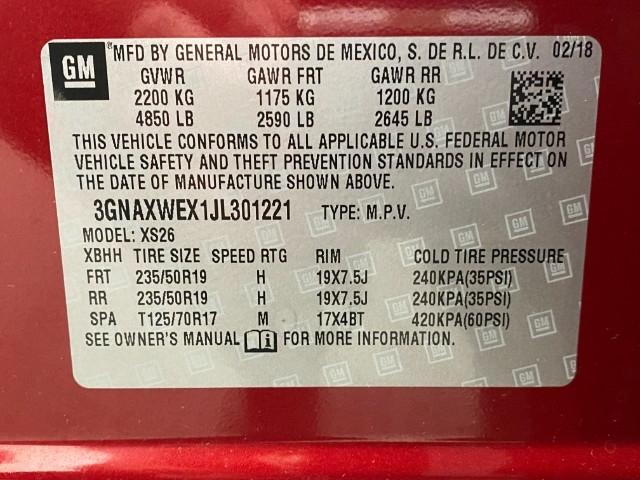 GM ®MFD BY GENERAL MOTORS DE MEXICO, S. DE R.L. DE C.V. 02/18
GVWR GAWR FRT GAWR RR
2200 KG 1175 KG 1200 KG
4850 LB 2590 LB 2645 LB
THIS VEHICLE CONFORMS TO ALL APPLICABLE U.S. FEDERAL MOTOR
VEHICLE SAFETY AND THEFT PREVENTION STANDARDS IN EFFECT ON
THE DATE OF MANUFACTURE SHOWN ABOVE.
3GNAXWEX1JL301221 TYPE: M.P.V.
MODEL: XS26
XBHH TIRE SIZE SPEED RTG RIM COLD TIRE PRESSURE
FRT 235/50R19 H 19X7.5J 240KPA(35PSI)
RR 235/50R19 H 19X7.5J 240KPA(35PSI)
SPA T125/70R17 M 17X4BT 420KPA(60PSI)
SEE OWNER'S MANUAL FOR MORE INFORMATION.